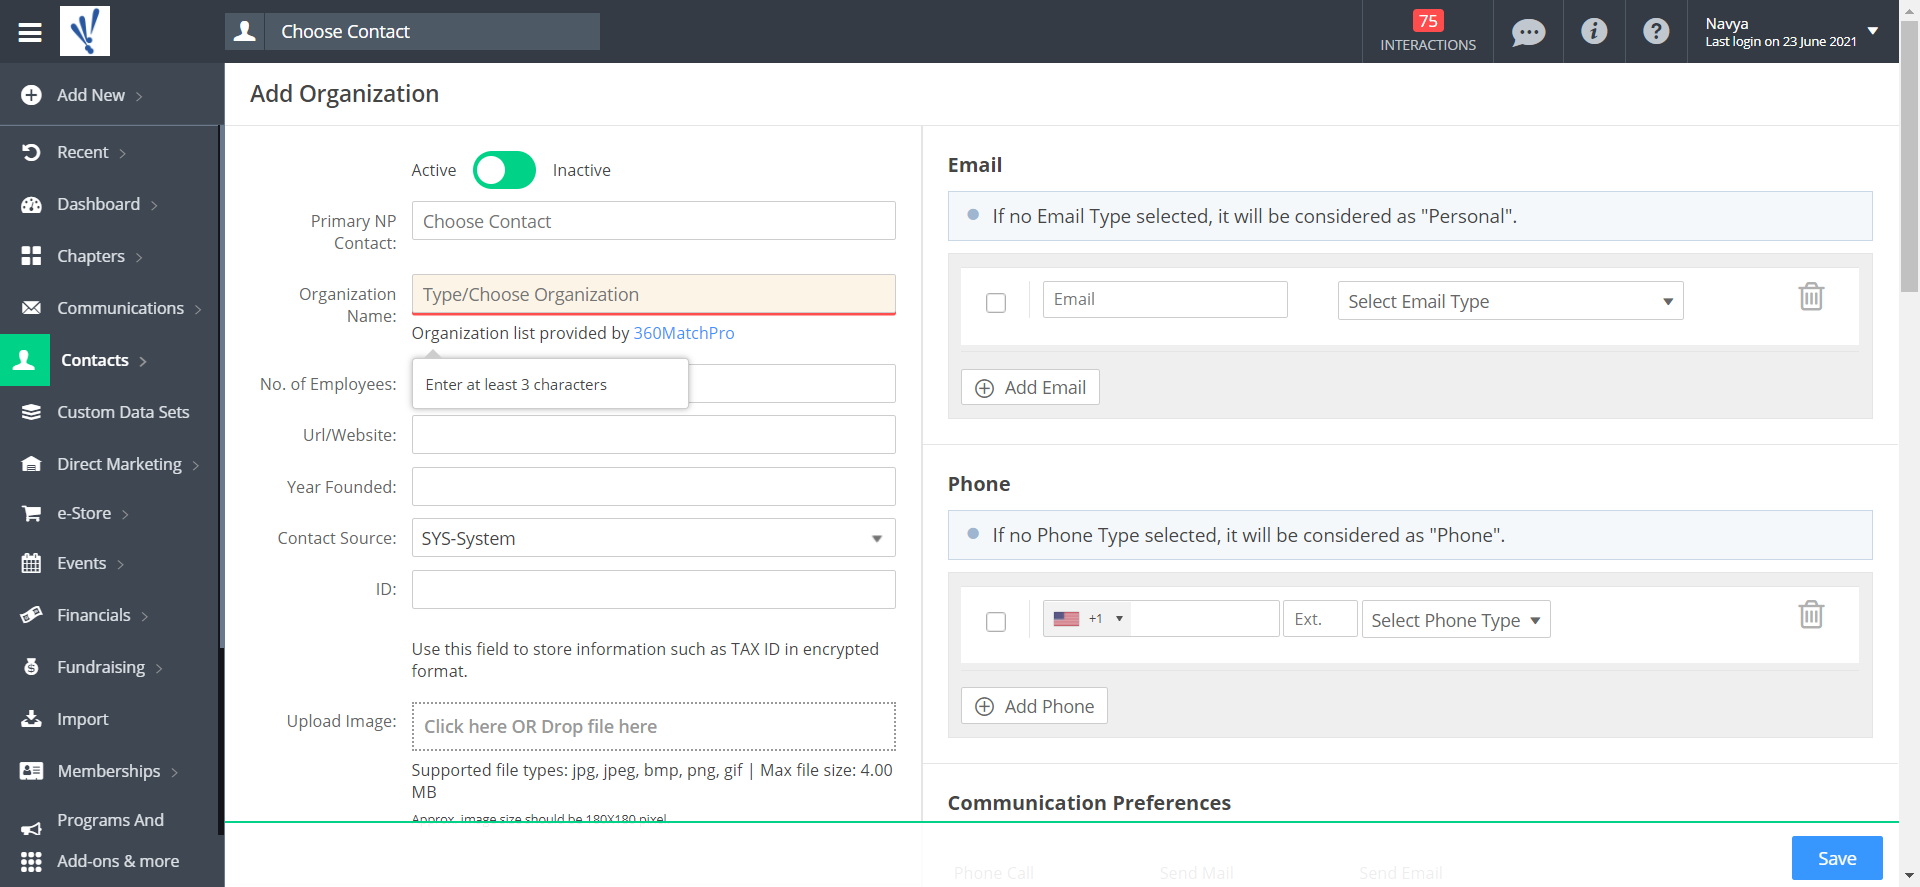 Choose Contact
75
INTERACTIONS
Navya
Last login on 23 June 2021
Add New
Recent
Dashboard
Chapters
Communications
Contacts
Custom Data Sets
Direct Marketing
e-Store
Events
Financials
Fundraising
Import
Memberships
Programs And
Add-ons & more
Add Organization
Active
Inactive
Primary NP
Contact:
Choose Contact
Organization
Name:
Type/Choose Organization
Organization list provided by 360MatchPro
Enter at least 3 characters
No. of Employees:
Url/Website:
Year Founded:
Contact Source:
SYS-System
ID:
Use this field to store information such as TAX ID in encrypted
format.
Upload Image:
Click here OR Drop file here
Supported file types: jpg, jpeg, bmp, png, gif | Max file size: 4.00
MB
Approx. image size should be 180X180 pixel
Email
If no Email Type selected, it will be considered as "Personal".
Email
Select Email Type
Add Email
Phone
If no Phone Type selected, it will be considered as "Phone".
+1
Ext.
Select Phone Type
Add Phone
Communication Preferences
Phone Call
Send Mail
Send Email
Save